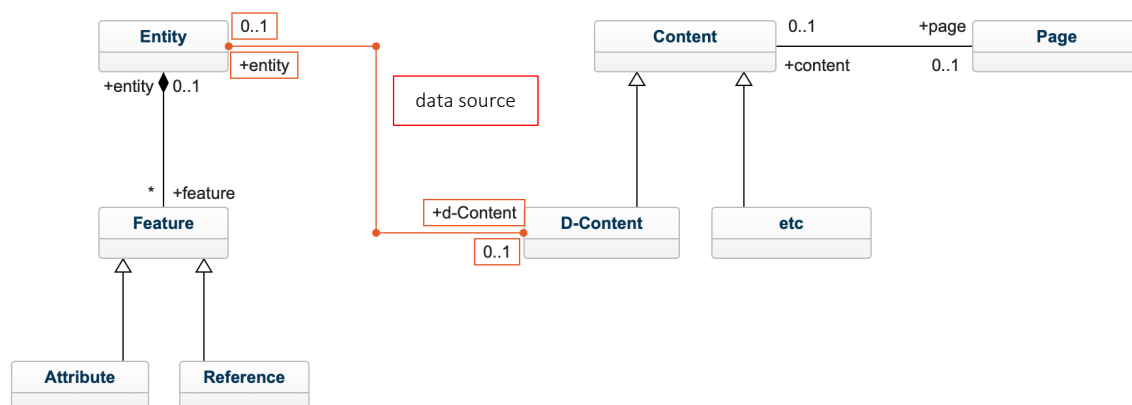 Entity
0..1
+entity
+entity
0..1
data source
*
+feature
Feature
Attribute
Reference
+d-Content
0..1
D-Content
Content
0..1
+content
+page
0..1
Page
etc